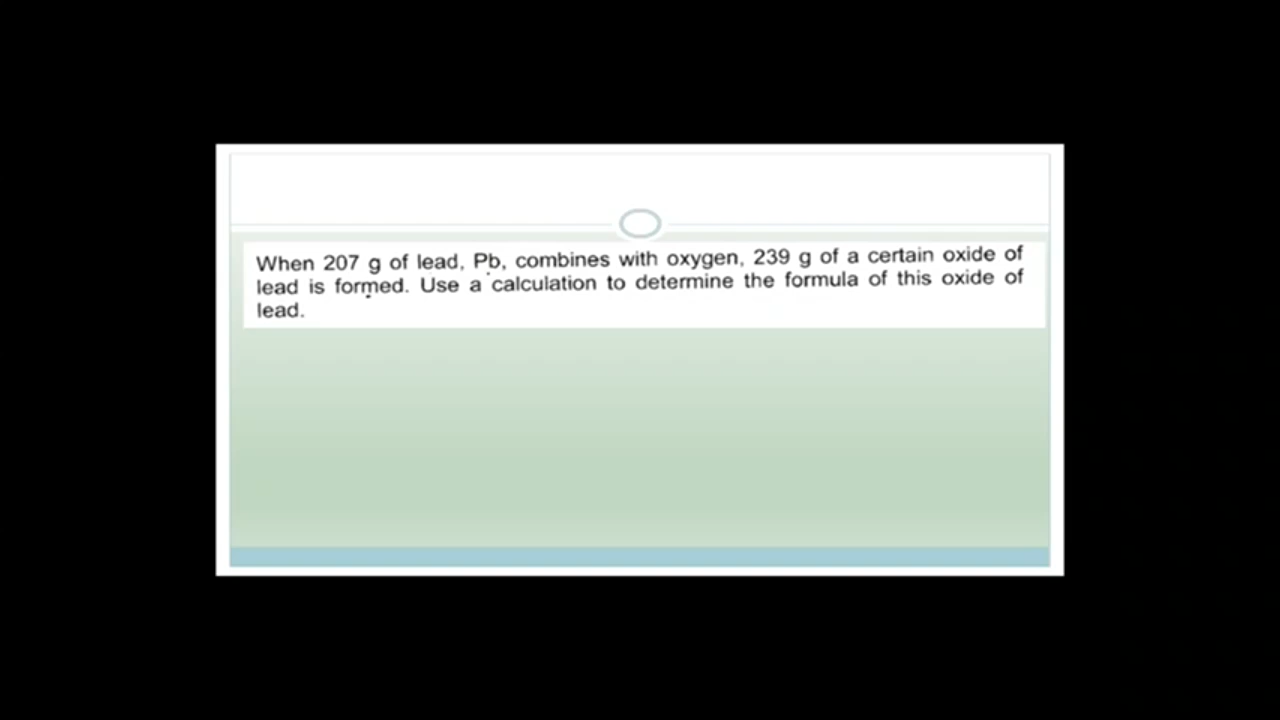 When 207 g of lead, Pb, combines with oxygen, 239 g of a certain oxide of
lead is formed. Use a calculation to determine the formula of this oxide of
lead.